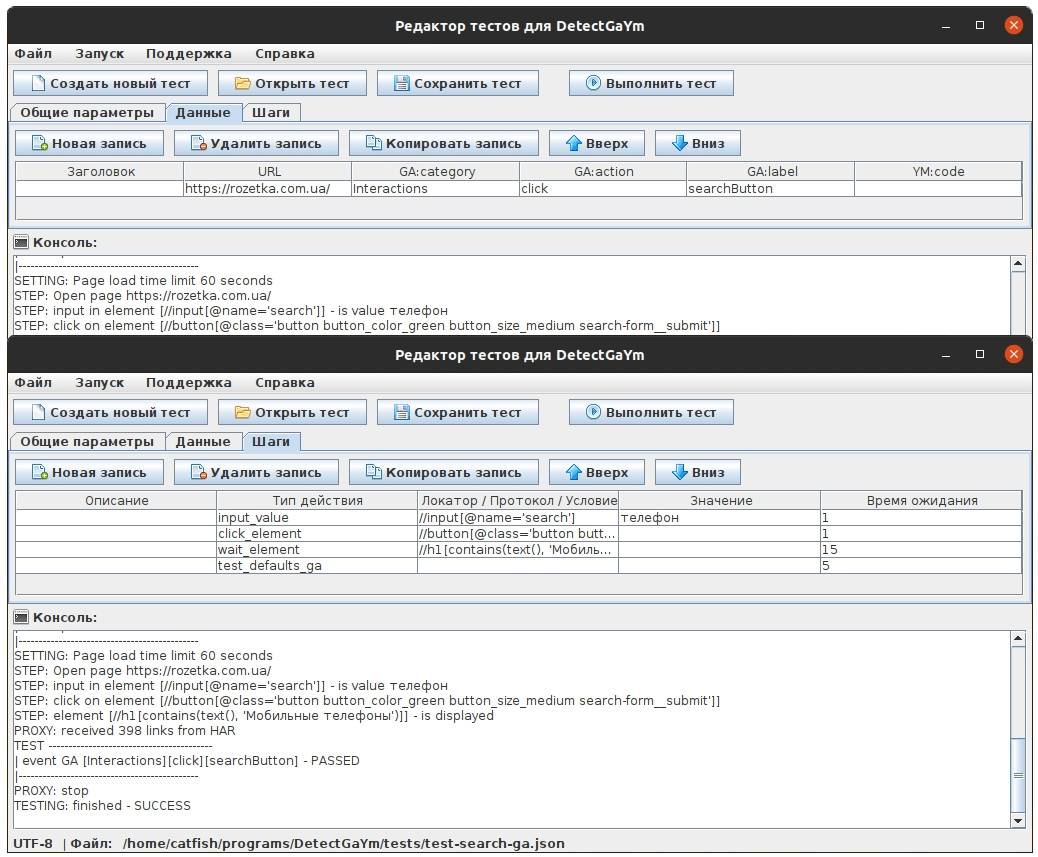 Редактор тестов для DetectGaYm
Файл Запуск Поддержка Справка
Создать новый тест Открыть тест Сохранить тест Выполнить тест
Общие параметры Данные Шаги
Новая запись Удалить запись Копировать запись Вверх Вниз
Заголовок URL GA:category GA:action GA:label YM:code
https://rozetka.com.ua/ Interactions click searchButton
Консоль:
|---------------------------------------------
SETTING: Page load time limit 60 seconds
STEP: Open page https://rozetka.com.ua/
STEP: input in element [//input[@name='search']] - is value телефон
STEP: click on element [//button[@class='button button_color_green button_size_medium search-form__submit']]
Редактор тестов для DetectGaYm
Файл Запуск Поддержка Справка
Создать новый тест Открыть тест Сохранить тест Выполнить тест
Общие параметры Данные Шаги
Новая запись Удалить запись Копировать запись Вверх Вниз
Описание Тип действия Локатор / Протокол / Условие Значение Время ожидания
input_value //input[@name='search'] телефон 1
click_element //button[@class='button butt... 1
wait_element //h1[contains(text(), 'Мобиль... 15
test_defaults_ga 5
Консоль:
|---------------------------------------------
SETTING: Page load time limit 60 seconds
STEP: Open page https://rozetka.com.ua/
STEP: input in element [//input[@name='search']] - is value телефон
STEP: click on element [//button[@class='button button_color_green button_size_medium search-form__submit']]
STEP: element [//h1[contains(text(), 'Мобильные телефоны')]] - is displayed
PROXY: received 398 links from HAR
TEST -----------------------------------------
| event GA [Interactions][click][searchButton] - PASSED
|---------------------------------------------
PROXY: stop
TESTING: finished - SUCCESS
UTF-8 | Файл: /home/catfish/programs/DetectGaYm/tests/test-search-ga.json